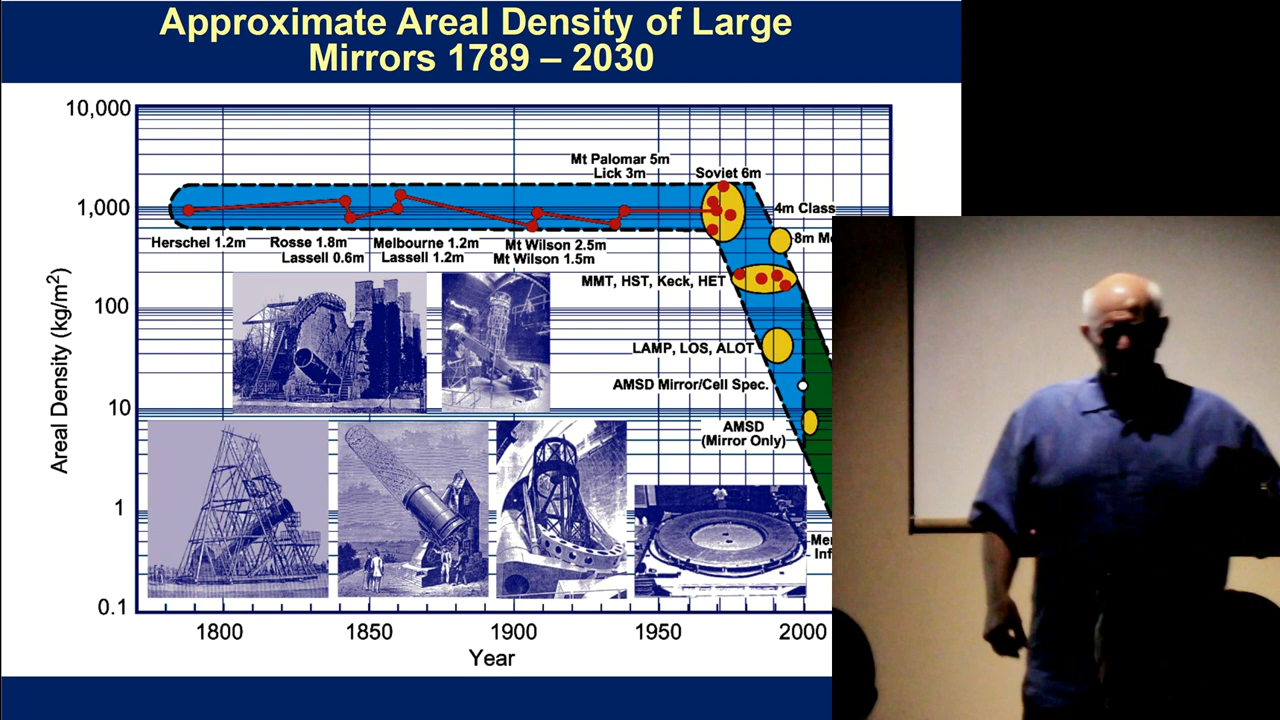 Approximate Areal Density of Large
Mirrors 1789 – 2030
10,000
1,000
100
10
1
0.1
Areal Density (kg/m²)
Mt Palomar 5m
Lick 3m
Soviet 6m
4m Class
8m
Herschel 1.2m
Rosse 1.8m
Lassell 0.6m
Melbourne 1.2m
Lassell 1.2m
Mt Wilson 2.5m
Mt Wilson 1.5m
MMT, HST, Keck, HET
LAMP, LOS, ALOT
AMSD Mirror/Cell Spec.
AMSD
(Mirror Only)
1800
1850
1900
1950
2000
Year